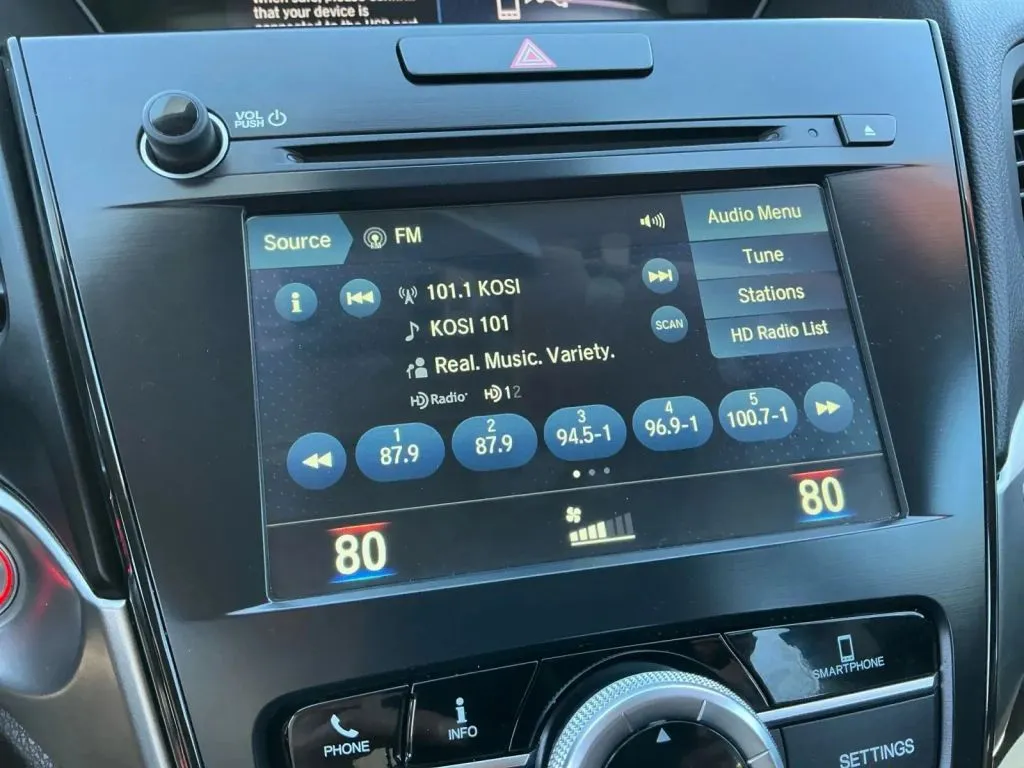 that your device is
VOL
PUSH
Source
FM
Audio Menu
Tune
Stations
HD Radio List
i
101.1 KOSI
KOSI 101
SCAN
Real. Music. Variety.
HD Radio HD 1 2
1
87.9
2
87.9
3
94.5-1
4
96.9-1
5
100.7-1
80
80
PHONE
i
INFO
SMARTPHONE
SETTINGS